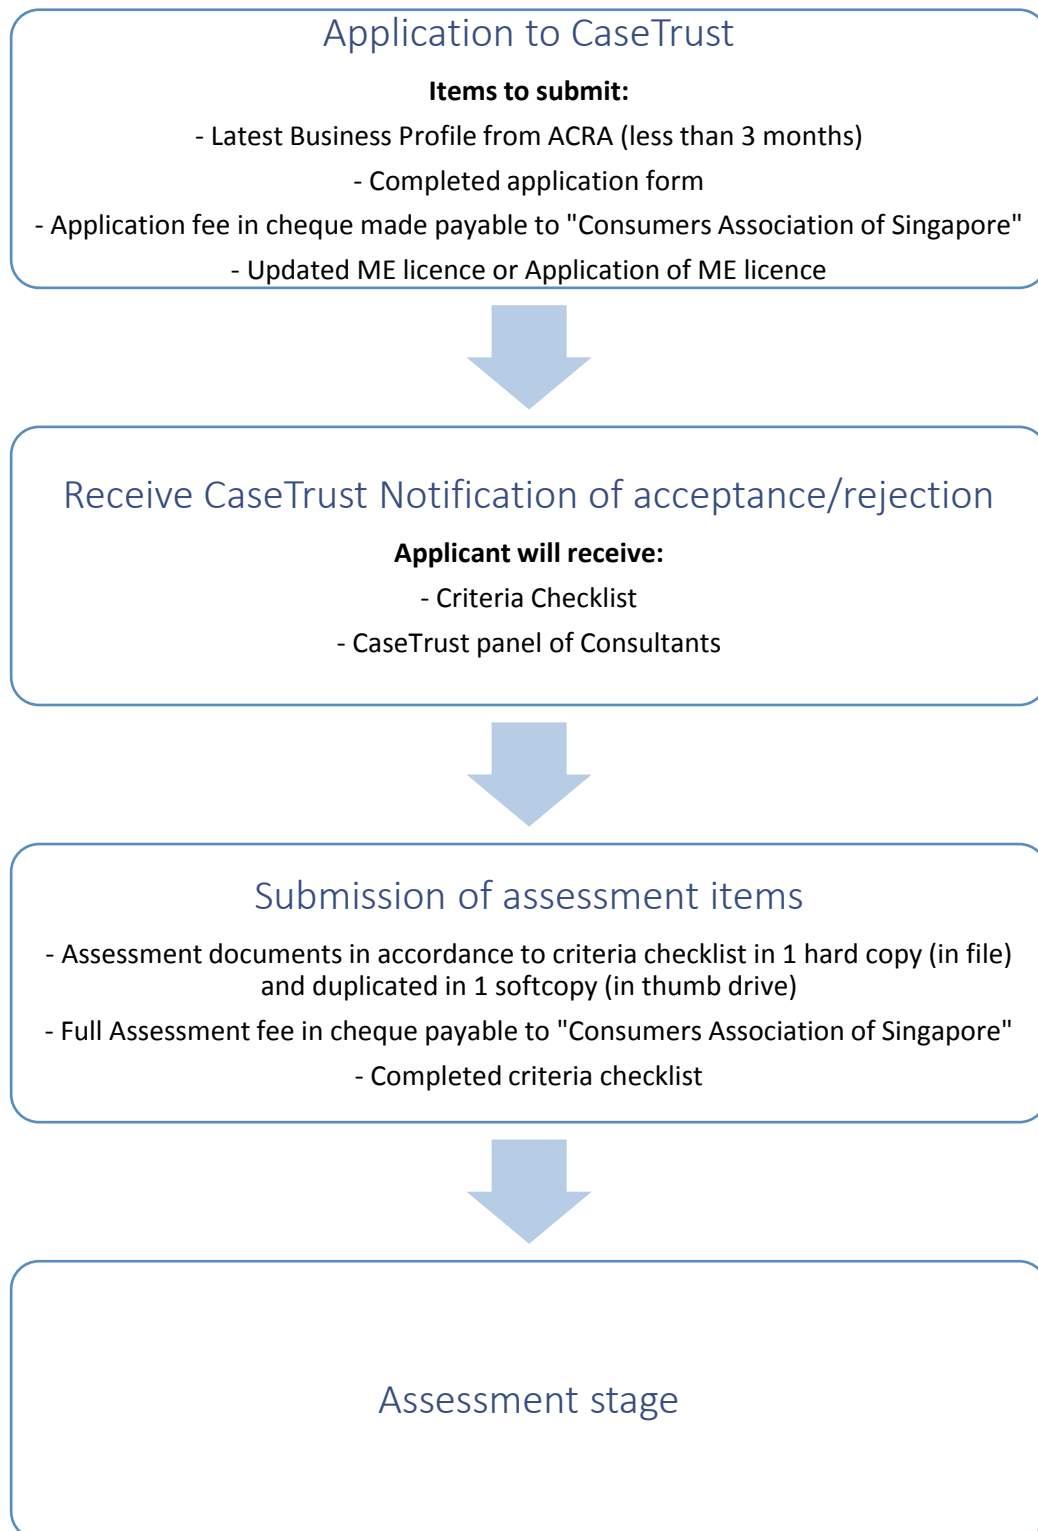 Application to CaseTrust
Items to submit:
- Latest Business Profile from ACRA (less than 3 months)
- Completed application form
- Application fee in cheque made payable to "Consumers Association of Singapore"
- Updated ME licence or Application of ME licence
Receive CaseTrust Notification of acceptance/rejection
Applicant will receive:
- Criteria Checklist
- CaseTrust panel of Consultants
Submission of assessment items
- Assessment documents in accordance to criteria checklist in 1 hard copy (in file)
and duplicated in 1 softcopy (in thumb drive)
- Full Assessment fee in cheque payable to "Consumers Association of Singapore"
- Completed criteria checklist
Assessment stage